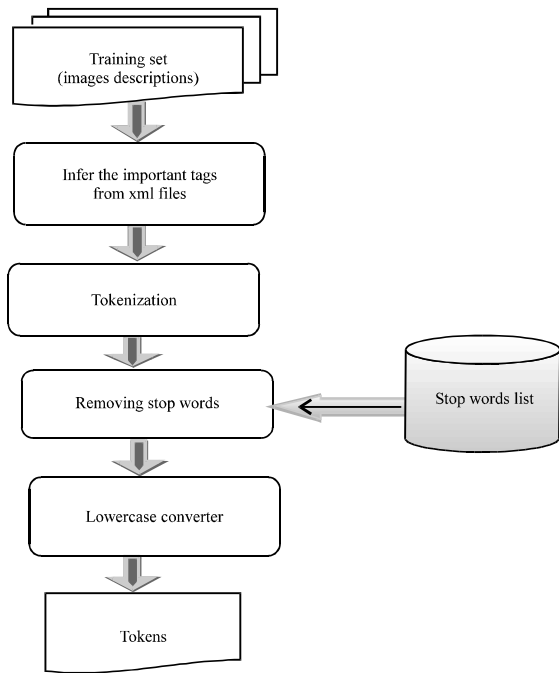 Training set
(images descriptions)
Infer the important tags
from xml files
Tokenization
Removing stop words
Stop words list
Lowercase converter
Tokens